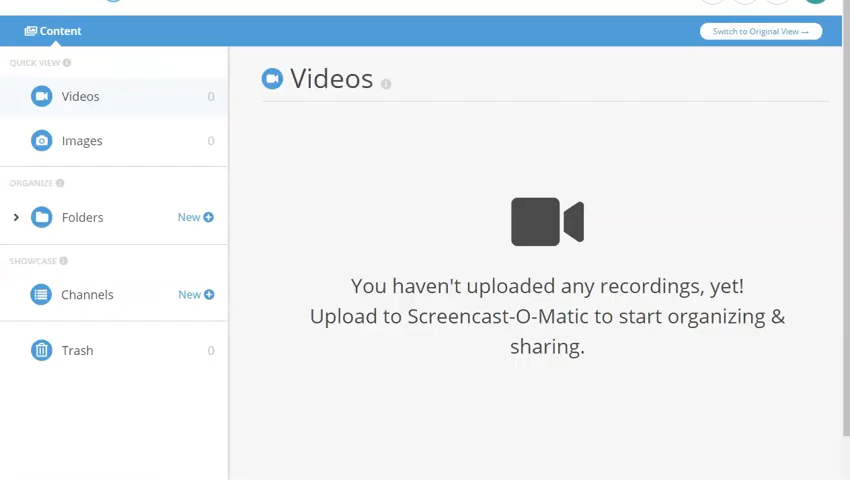 Content
Switch to Original View →
QUICK VIEW
Videos 0
Images 0
ORGANIZE
Folders New
SHOWCASE
Channels New
Trash 0
Videos
You haven't uploaded any recordings, yet!
Upload to Screencast-O-Matic to start organizing &
sharing.